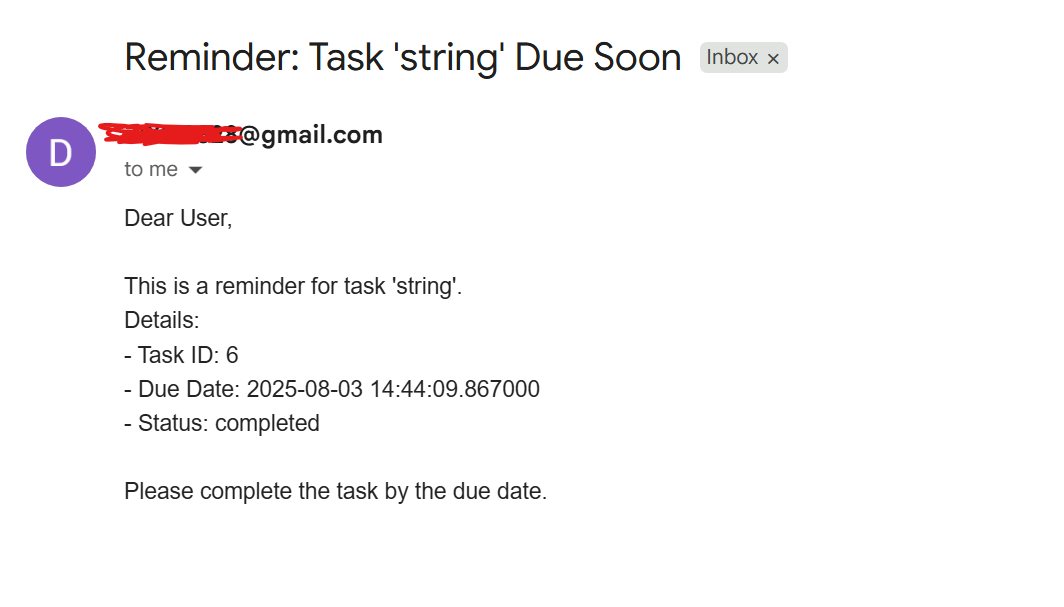 Reminder: Task 'string' Due Soon
Inbox ×
D
@gmail.com
to me
Dear User,
This is a reminder for task 'string'.
Details:
- Task ID: 6
- Due Date: 2025-08-03 14:44:09.867000
- Status: completed
Please complete the task by the due date.